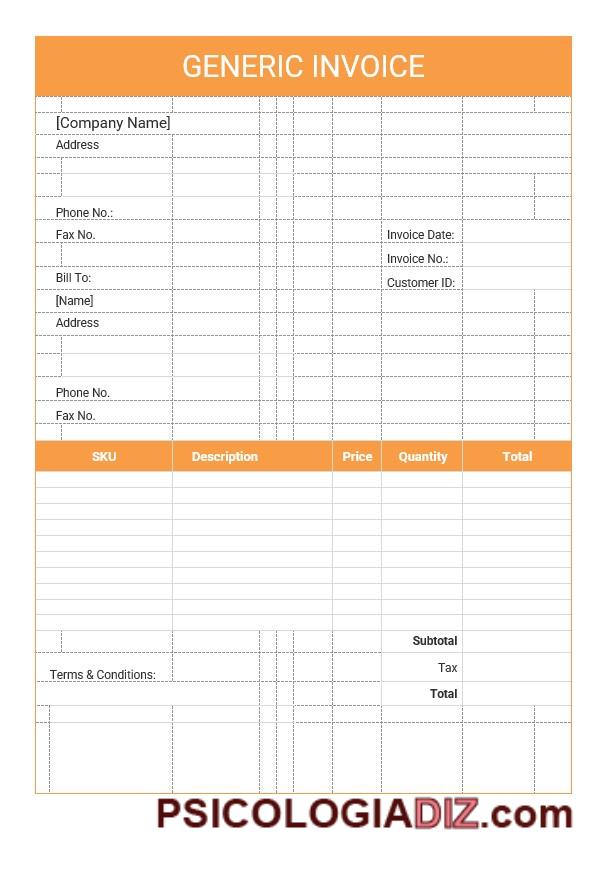 GENERIC INVOICE
[Company Name]
Address
Phone No.:
Fax No.
Invoice Date:
Invoice No.:
Bill To:
Customer ID:
[Name]
Address
Phone No.
Fax No.
SKU Description Price Quantity Total
Subtotal
Tax
Terms & Conditions:
Total
PSICOLOGIADIZ.com